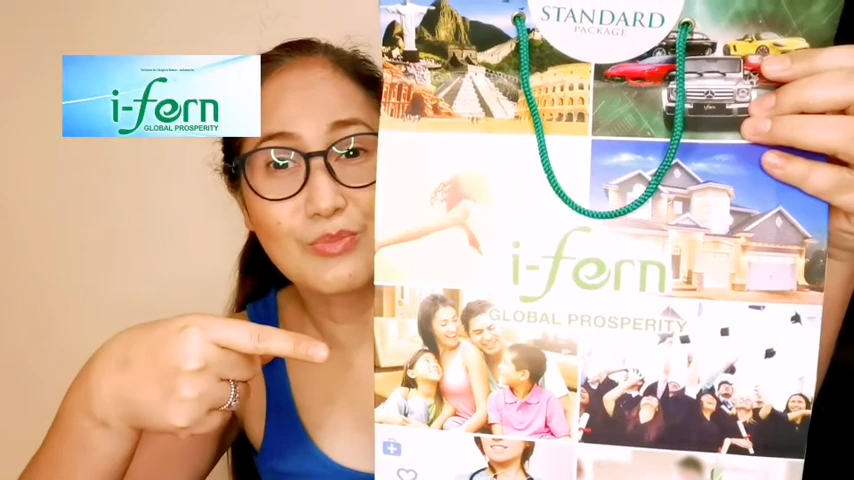 i-fern
GLOBAL PROSPERITY
STANDARD
PACKAGE
i-fern
GLOBAL PROSPERITY